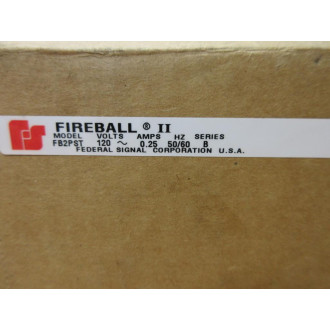 FIREBALL ® II
MODEL VOLTS AMPS HZ SERIES
FB2PST 120 ~ 0.25 50/60 B
FEDERAL SIGNAL CORPORATION U.S.A.